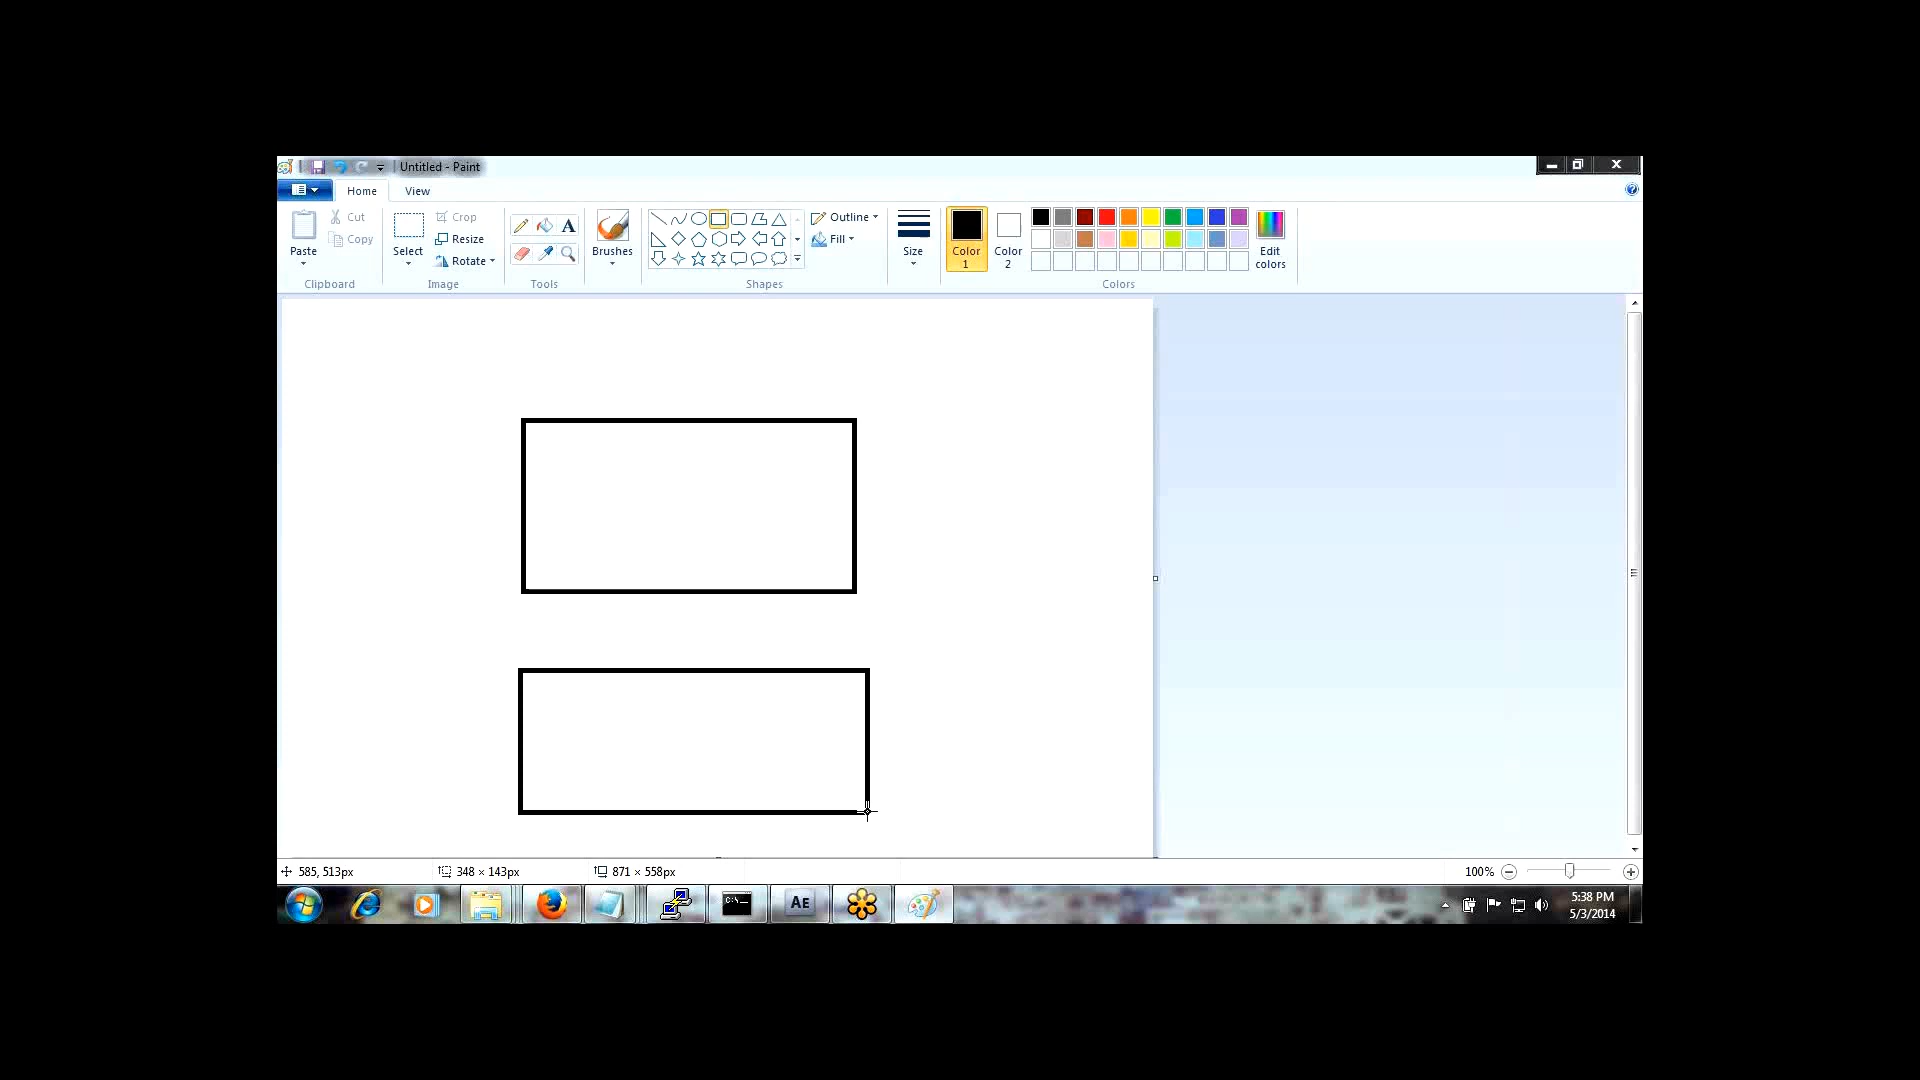 Untitled - Paint
Home View
Cut
Copy
Paste
Clipboard
Select
Crop
Resize
Rotate
Image
A
Tools
Brushes
Shapes
Outline
Fill
Size
Color 1
Color 2
Colors
Edit colors
585, 513px
348 × 143px
871 × 558px
100%
C:\_
AE
5:38 PM
5/3/2014